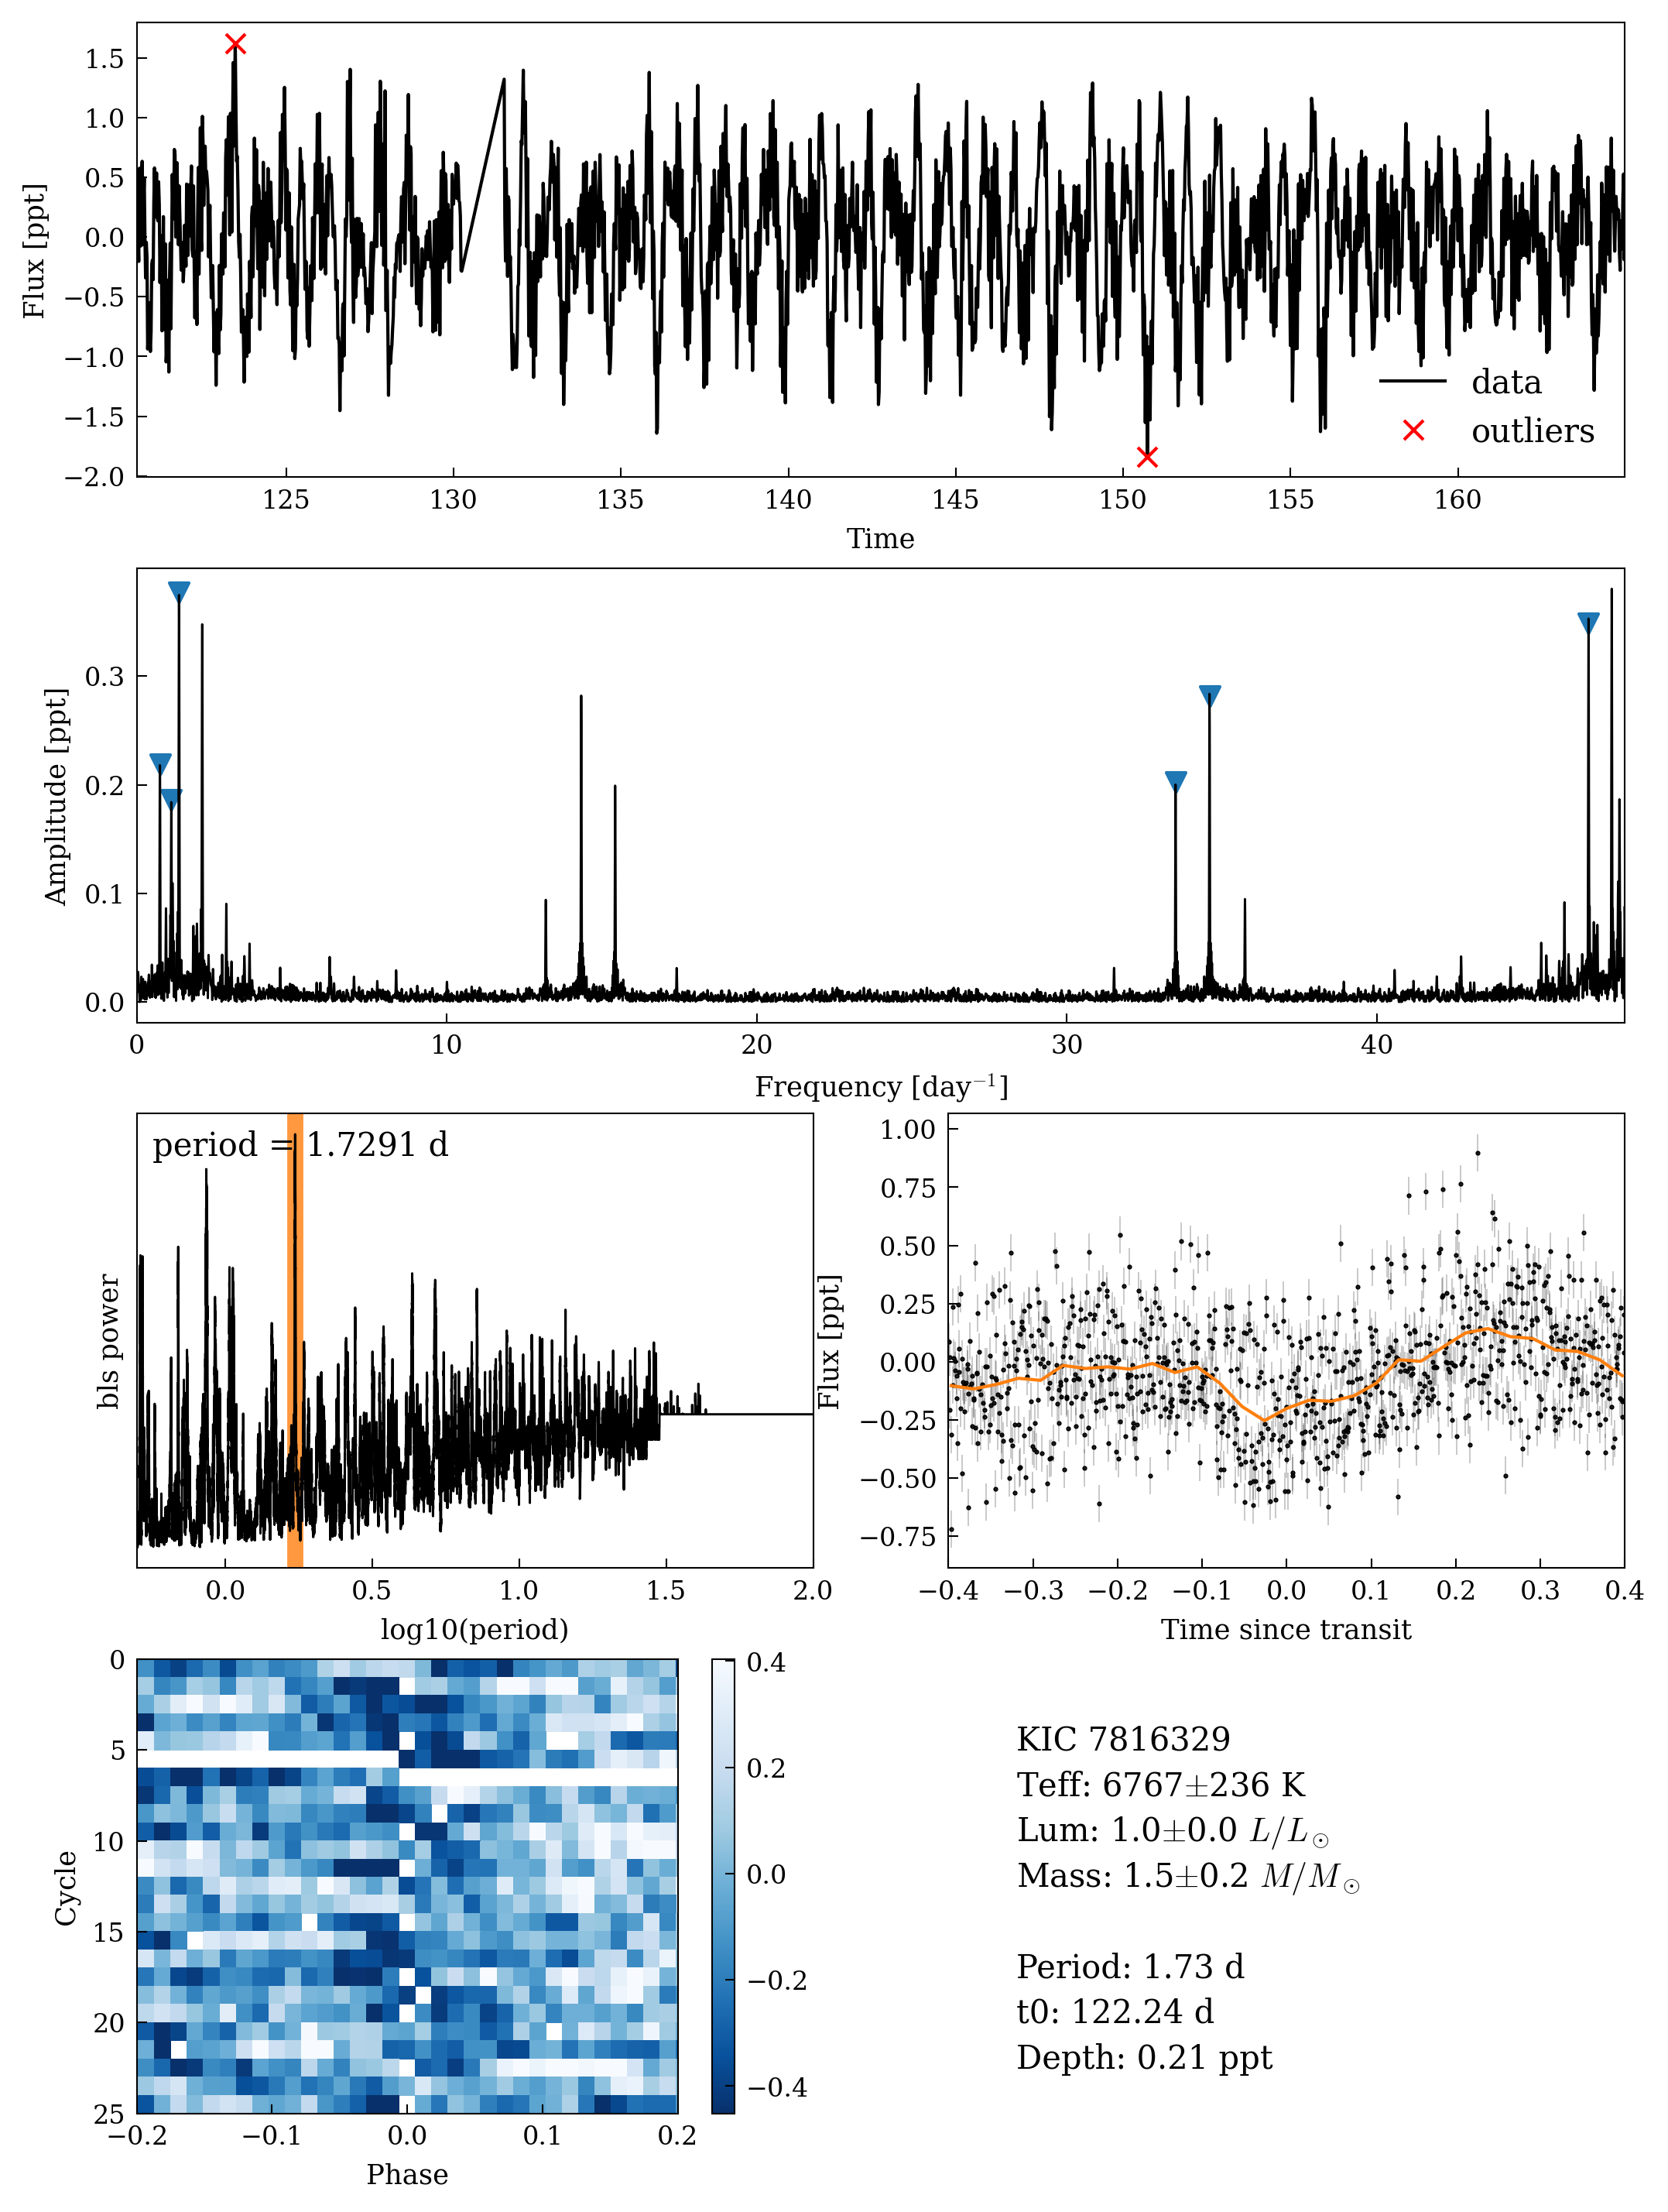 1.5
1.0
0.5
0.0
−0.5
−1.0
−1.5
−2.0
Flux [ppt]
data
outliers
125 130 135 140 145 150 155 160
Time
0.3
0.2
0.1
0.0
Amplitude [ppt]
0 10 20 30 40
Frequency [day⁻¹]
period = 1.7291 d
bls power
0.0 0.5 1.0 1.5 2.0
log10(period)
1.00
0.75
0.50
0.25
0.00
−0.25
−0.50
−0.75
Flux [ppt]
−0.4 −0.3 −0.2 −0.1 0.0 0.1 0.2 0.3 0.4
Time since transit
0
5
10
15
20
25
Cycle
−0.2 −0.1 0.0 0.1 0.2
Phase
0.4
0.2
0.0
−0.2
−0.4
KIC 7816329
Teff: 6767±236 K
Lum: 1.0±0.0 L/L⊙
Mass: 1.5±0.2 M/M⊙
Period: 1.73 d
t0: 122.24 d
Depth: 0.21 ppt